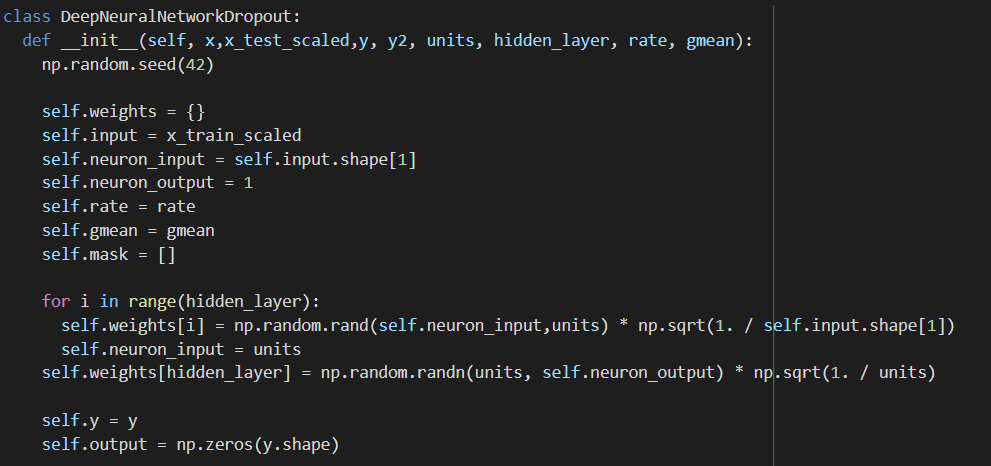 class DeepNeuralNetworkDropout:
  def __init__(self, x,x_test_scaled,y, y2, units, hidden_layer, rate, gmean):
    np.random.seed(42)

    self.weights = {}
    self.input = x_train_scaled
    self.neuron_input = self.input.shape[1]
    self.neuron_output = 1
    self.rate = rate
    self.gmean = gmean
    self.mask = []

    for i in range(hidden_layer):
      self.weights[i] = np.random.rand(self.neuron_input,units) * np.sqrt(1. / self.input.shape[1])
      self.neuron_input = units
    self.weights[hidden_layer] = np.random.randn(units, self.neuron_output) * np.sqrt(1. / units)

    self.y = y
    self.output = np.zeros(y.shape)